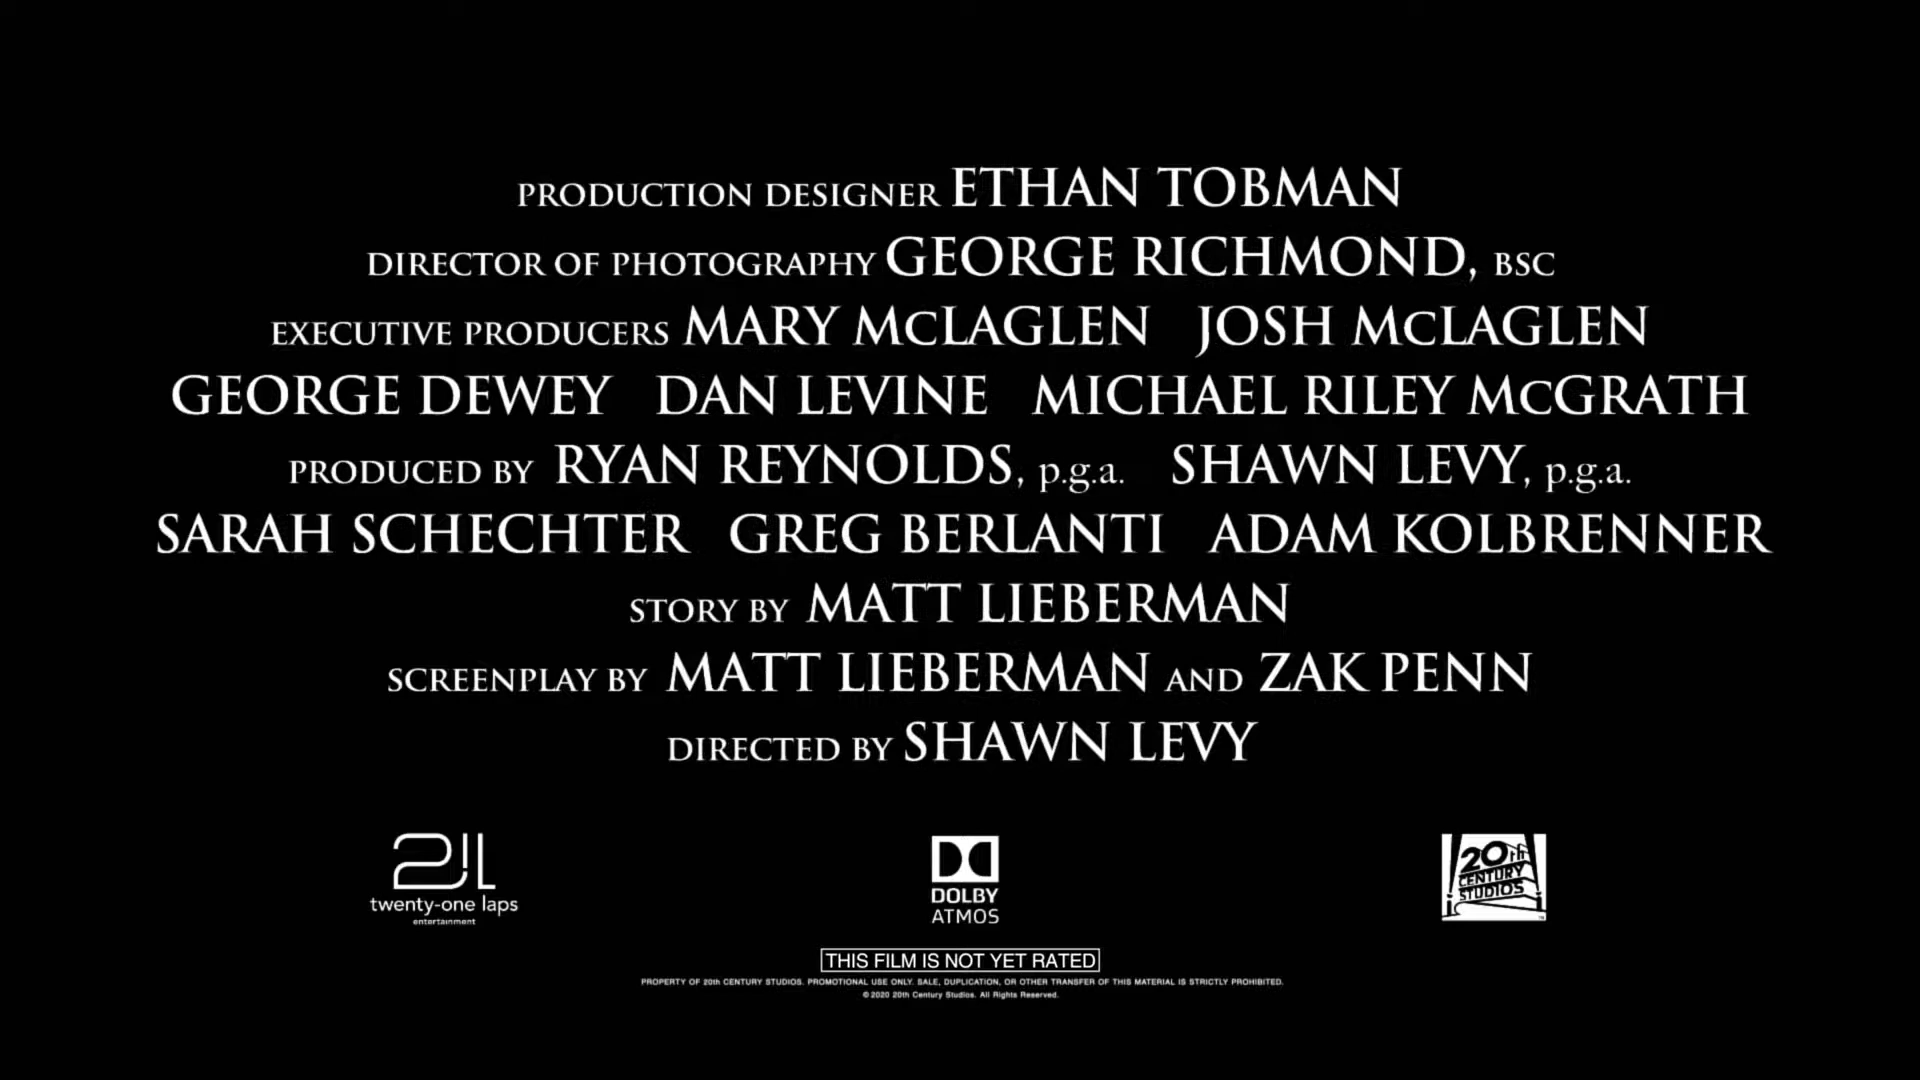 PRODUCTION DESIGNER ETHAN TOBMAN
DIRECTOR OF PHOTOGRAPHY GEORGE RICHMOND, BSC
EXECUTIVE PRODUCERS MARY McLAGLEN JOSH McLAGLEN
GEORGE DEWEY DAN LEVINE MICHAEL RILEY McGRATH
PRODUCED BY RYAN REYNOLDS, p.g.a. SHAWN LEVY, p.g.a.
SARAH SCHECHTER GREG BERLANTI ADAM KOLBRENNER
STORY BY MATT LIEBERMAN
SCREENPLAY BY MATT LIEBERMAN AND ZAK PENN
DIRECTED BY SHAWN LEVY
21L
twenty-one laps
entertainment
DOLBY
ATMOS
20th
CENTURY
STUDIOS
THIS FILM IS NOT YET RATED
PROPERTY OF 20th CENTURY STUDIOS. PROMOTIONAL USE ONLY. SALE, DUPLICATION, OR OTHER TRANSFER OF THIS MATERIAL IS STRICTLY PROHIBITED.
© 2020 20th Century Studios. All Rights Reserved.